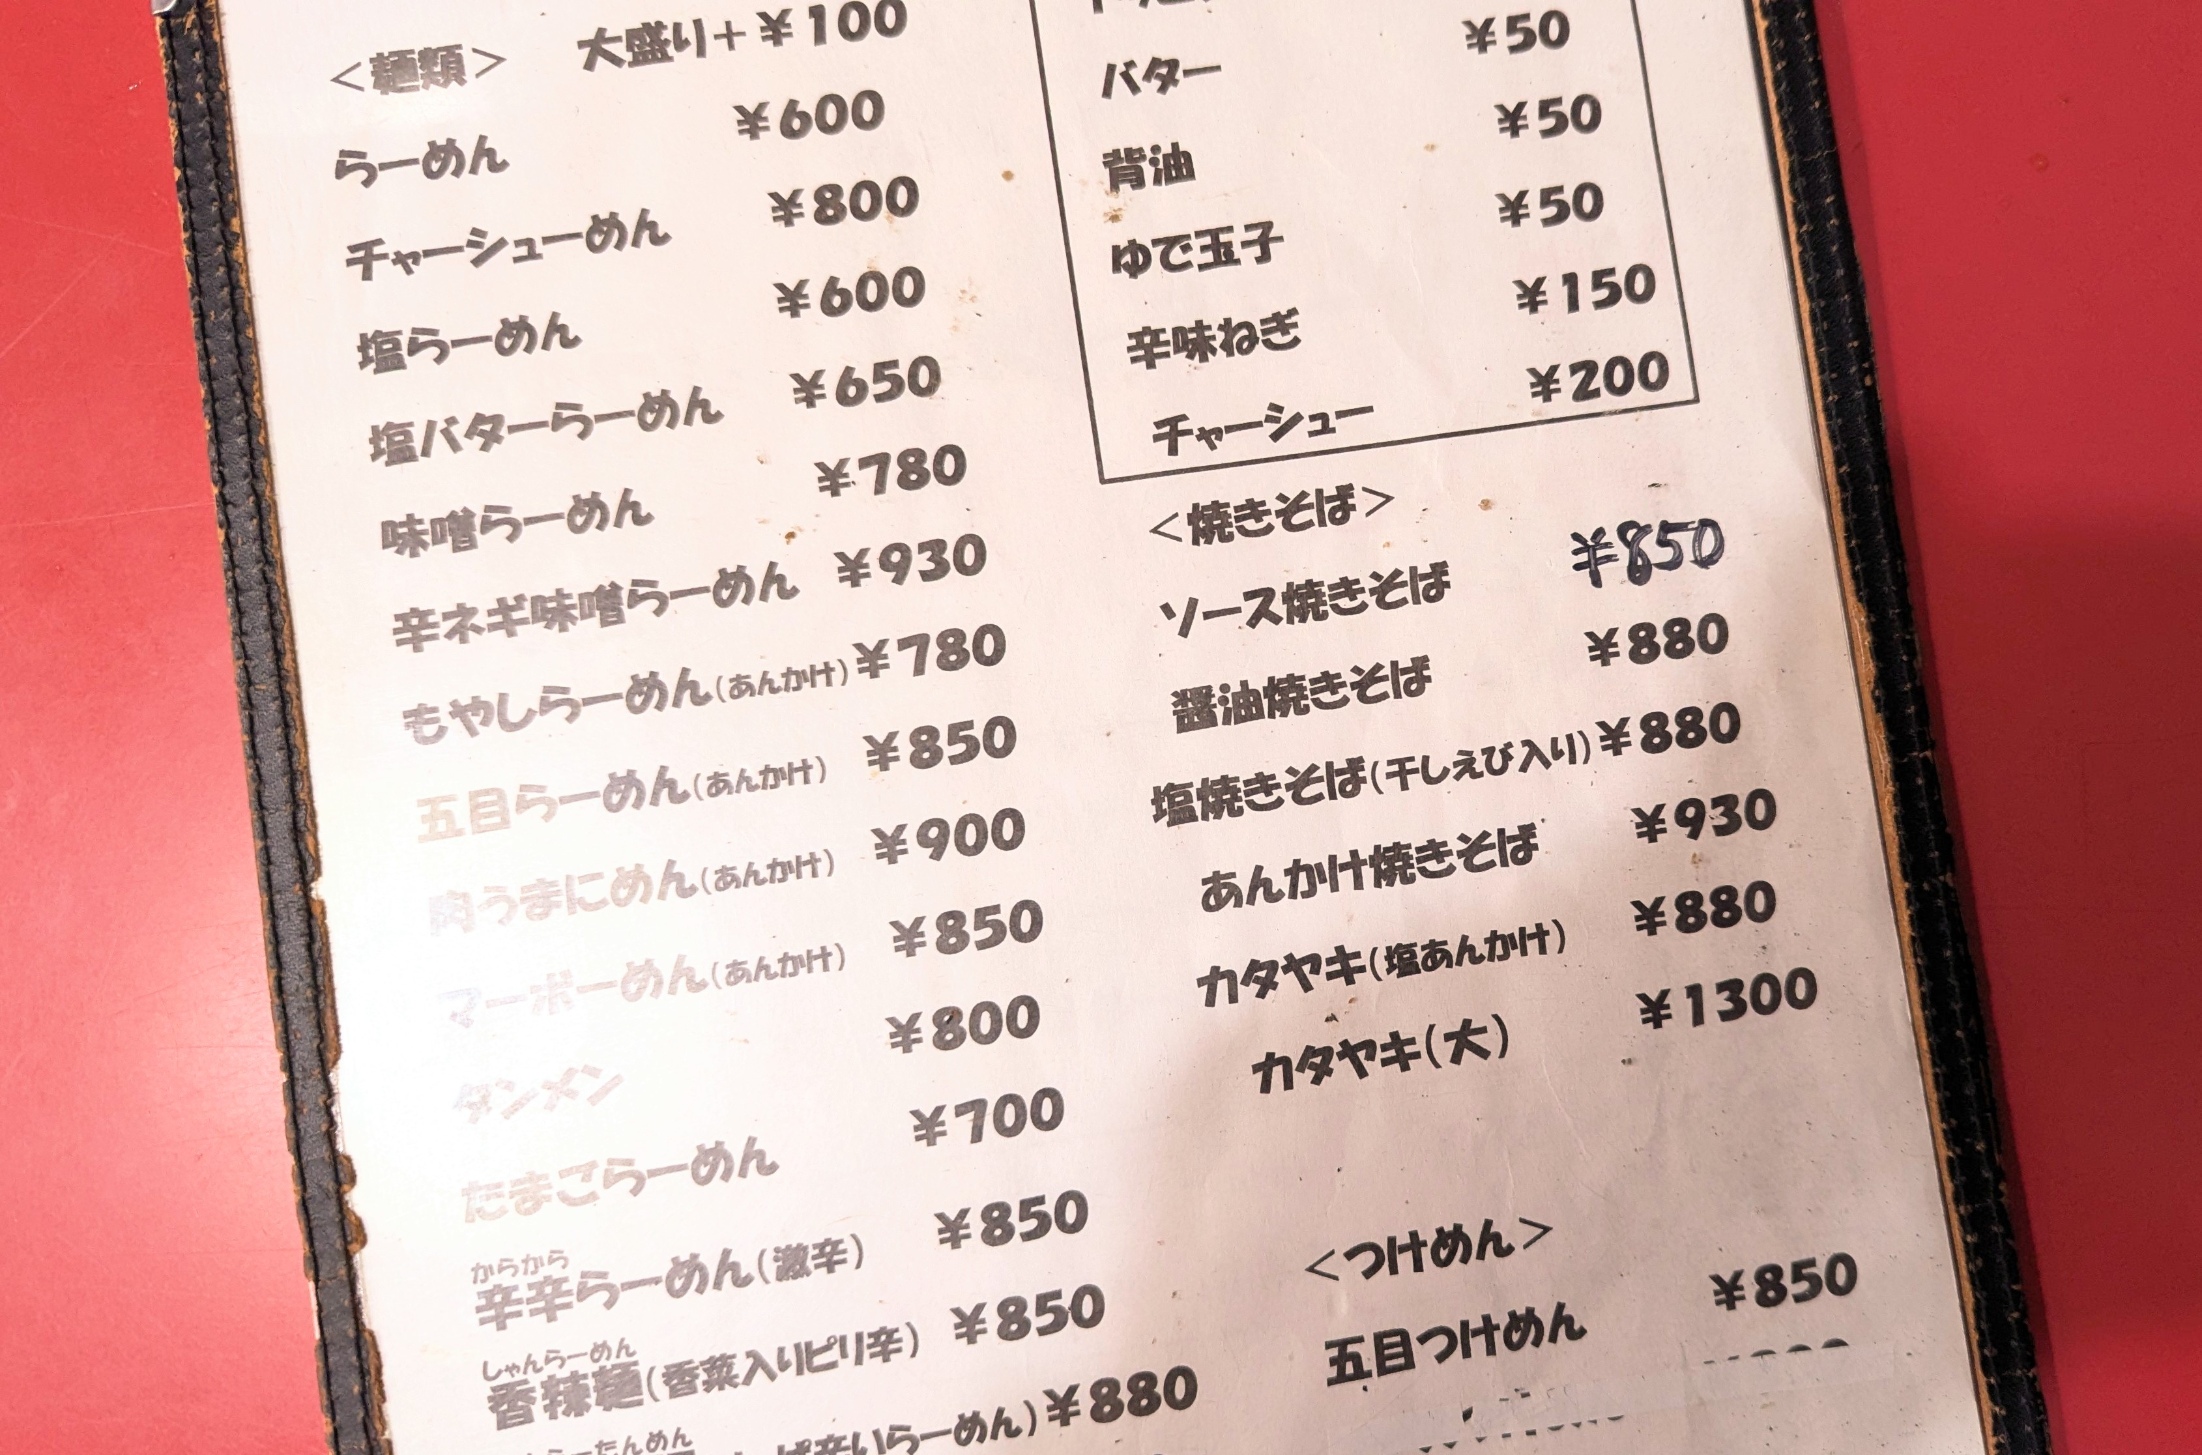 <麺類> 大盛り+¥100
らーめん ¥600
チャーシューめん ¥800
塩らーめん ¥600
塩バターらーめん ¥650
味噌らーめん ¥780
辛ネギ味噌らーめん ¥930
もやしらーめん(あんかけ) ¥780
五目らーめん(あんかけ) ¥850
肉うまにめん(あんかけ) ¥900
マーボーめん(あんかけ) ¥850
タンメン ¥800
たまごらーめん ¥700
からから
辛辛らーめん(激辛) ¥850
しゃんらーめん
香辣麺(香菜入りピリ辛) ¥850
らーめん) ¥880
¥50
バター ¥50
背油 ¥50
ゆで玉子 ¥150
辛味ねぎ ¥200
チャーシュー
<焼きそば>
ソース焼きそば ¥850
醤油焼きそば ¥880
塩焼きそば(干しえび入り) ¥880
あんかけ焼きそば ¥930
カタヤキ(塩あんかけ) ¥880
カタヤキ(大) ¥1300
<つけめん>
五目つけめん ¥850